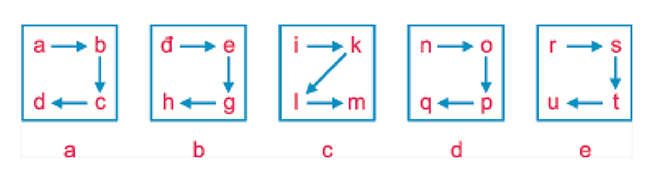 a b đ e i k n o r s
d c h g l m q p u t
a b c d e